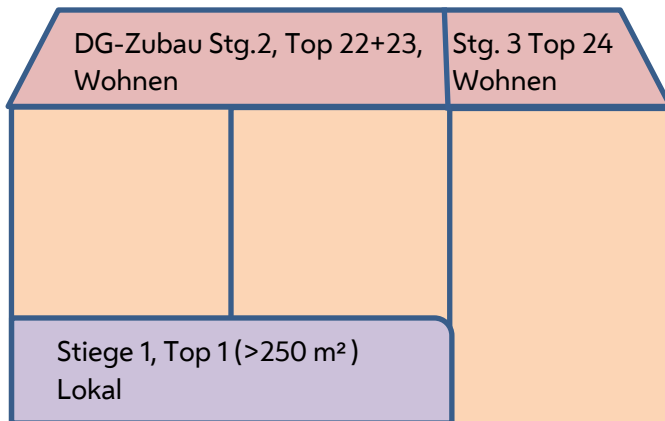 DG-Zubau Stg.2, Top 22+23,
Wohnen
Stg. 3 Top 24
Wohnen
Stiege 1, Top 1 (>250 m²)
Lokal